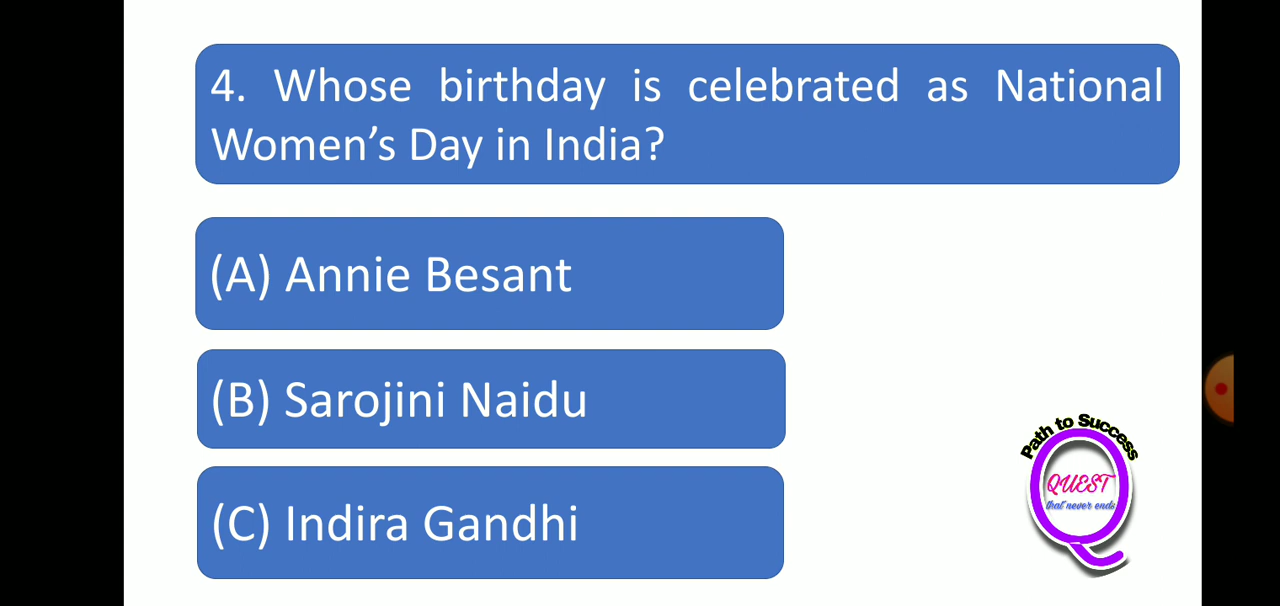 4. Whose birthday is celebrated as National
Women’s Day in India?
(A) Annie Besant
(B) Sarojini Naidu
(C) Indira Gandhi
Path to Success
QUEST
that never ends